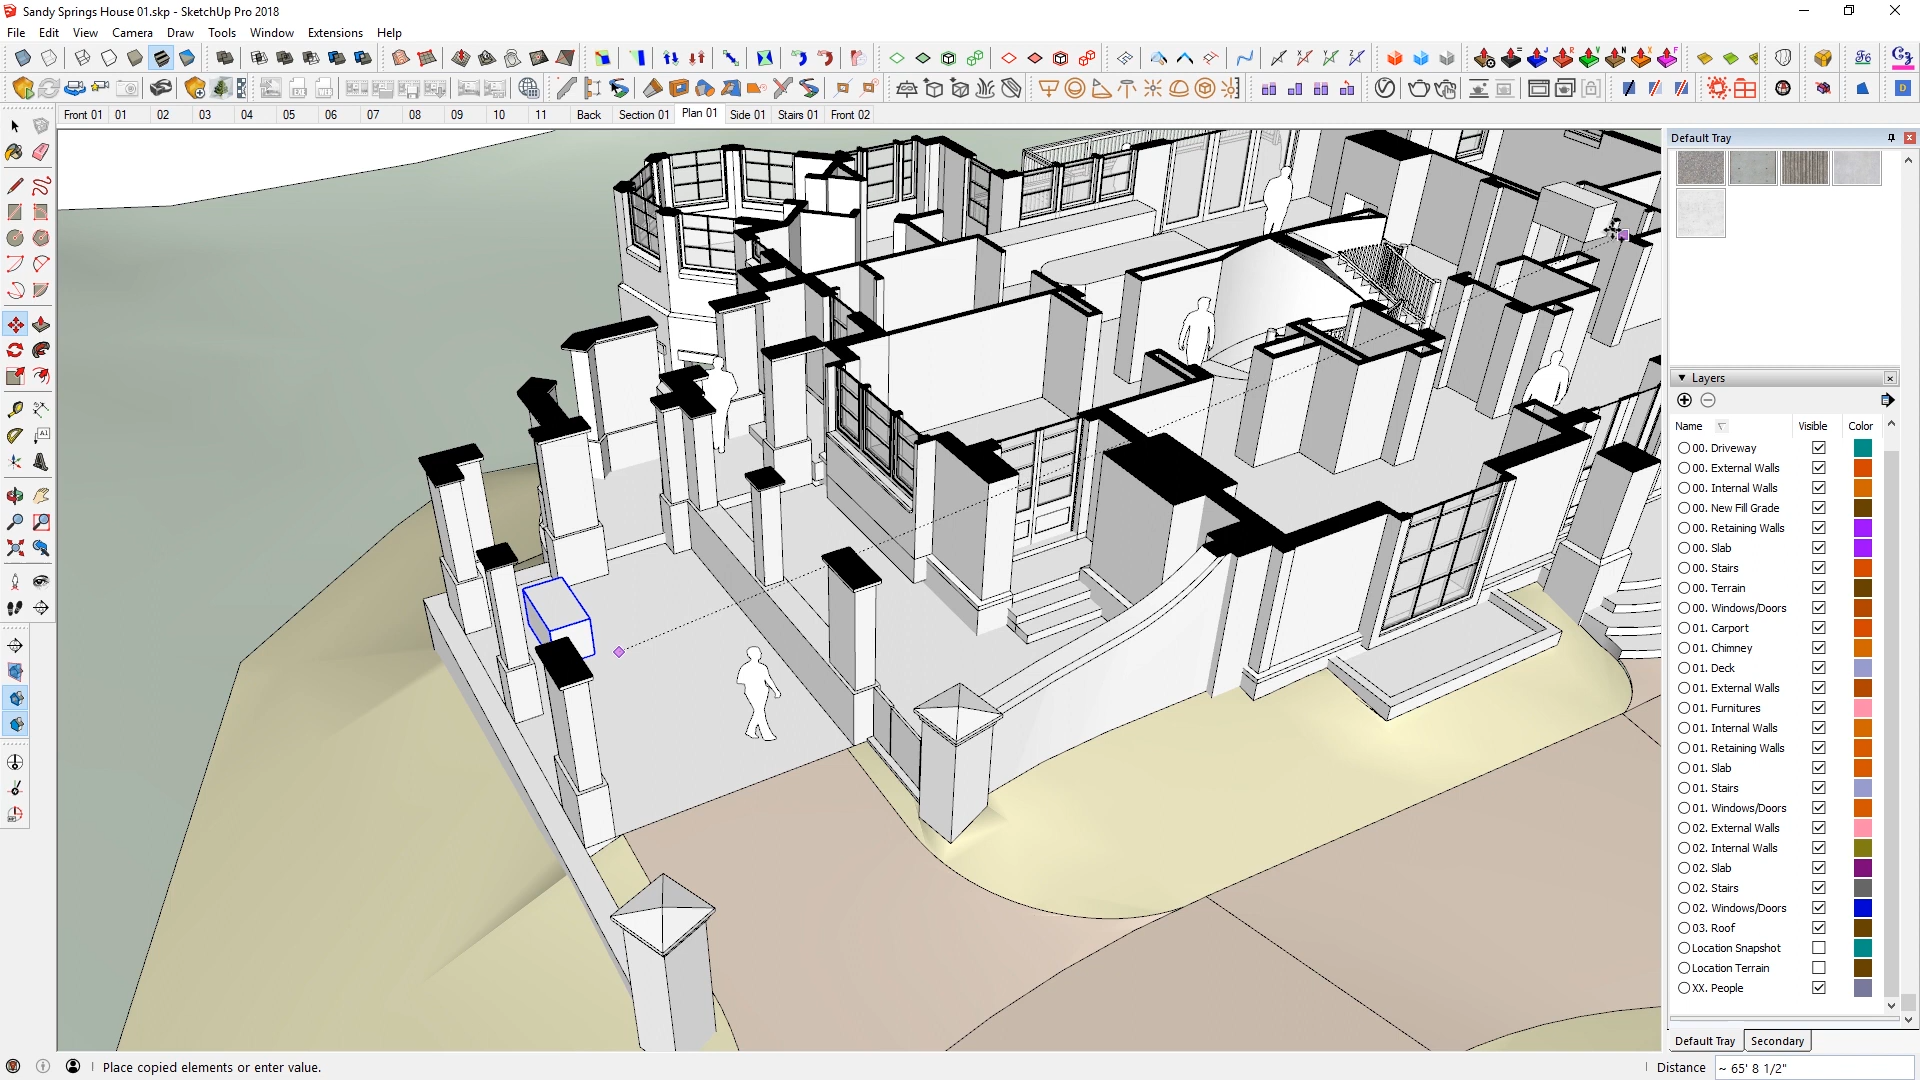 Sandy Springs House 01.skp - SketchUp Pro 2018
File Edit View Camera Draw Tools Window Extensions Help
Front 01 01 02 03 04 05 06 07 08 09 10 11 Back Section 01 Plan 01 Side 01 Stairs 01 Front 02
Default Tray
Layers
Name Visible Color
00. Driveway
00. External Walls
00. Internal Walls
00. New Fill Grade
00. Retaining Walls
00. Slab
00. Stairs
00. Terrain
00. Windows/Doors
01. Carport
01. Chimney
01. Deck
01. External Walls
01. Furnitures
01. Internal Walls
01. Retaining Walls
01. Slab
01. Stairs
01. Windows/Doors
02. External Walls
02. Internal Walls
02. Slab
02. Stairs
02. Windows/Doors
03. Roof
Location Snapshot
Location Terrain
XX. People
Default Tray Secondary
Place copied elements or enter value.
Distance ~ 65' 8 1/2"